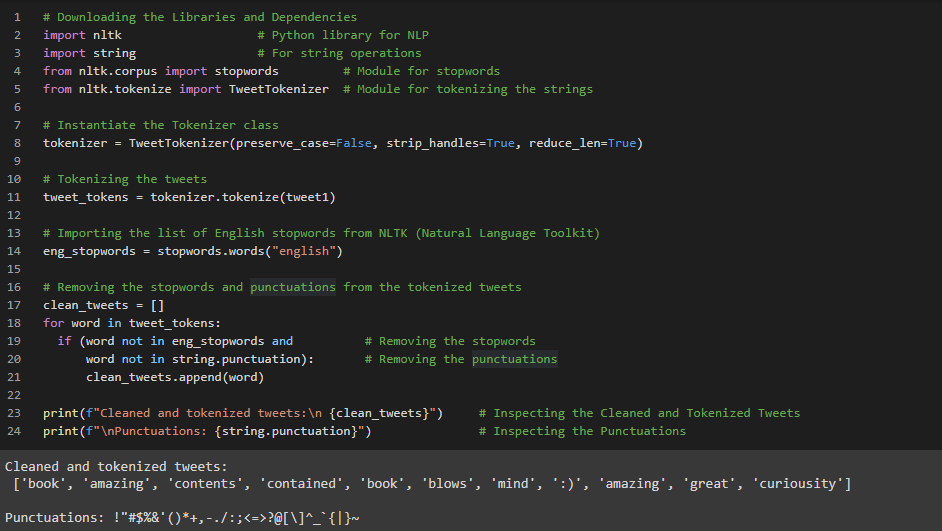 1 # Downloading the Libraries and Dependencies
2 import nltk # Python library for NLP
3 import string # For string operations
4 from nltk.corpus import stopwords # Module for stopwords
5 from nltk.tokenize import TweetTokenizer # Module for tokenizing the strings
6
7 # Instantiate the Tokenizer class
8 tokenizer = TweetTokenizer(preserve_case=False, strip_handles=True, reduce_len=True)
9
10 # Tokenizing the tweets
11 tweet_tokens = tokenizer.tokenize(tweet1)
12
13 # Importing the list of English stopwords from NLTK (Natural Language Toolkit)
14 eng_stopwords = stopwords.words("english")
15
16 # Removing the stopwords and punctuations from the tokenized tweets
17 clean_tweets = []
18 for word in tweet_tokens:
19 if (word not in eng_stopwords and # Removing the stopwords
20 word not in string.punctuation): # Removing the punctuations
21 clean_tweets.append(word)
22
23 print(f"Cleaned and tokenized tweets:\n {clean_tweets}") # Inspecting the Cleaned and Tokenized Tweets
24 print(f"\nPunctuations: {string.punctuation}") # Inspecting the Punctuations
Cleaned and tokenized tweets:
['book', 'amazing', 'contents', 'contained', 'book', 'blows', 'mind', ':)', 'amazing', 'great', 'curiousity']
Punctuations: !"#$%&'()*+,-./:;<=>?@[\]^_`{|}~